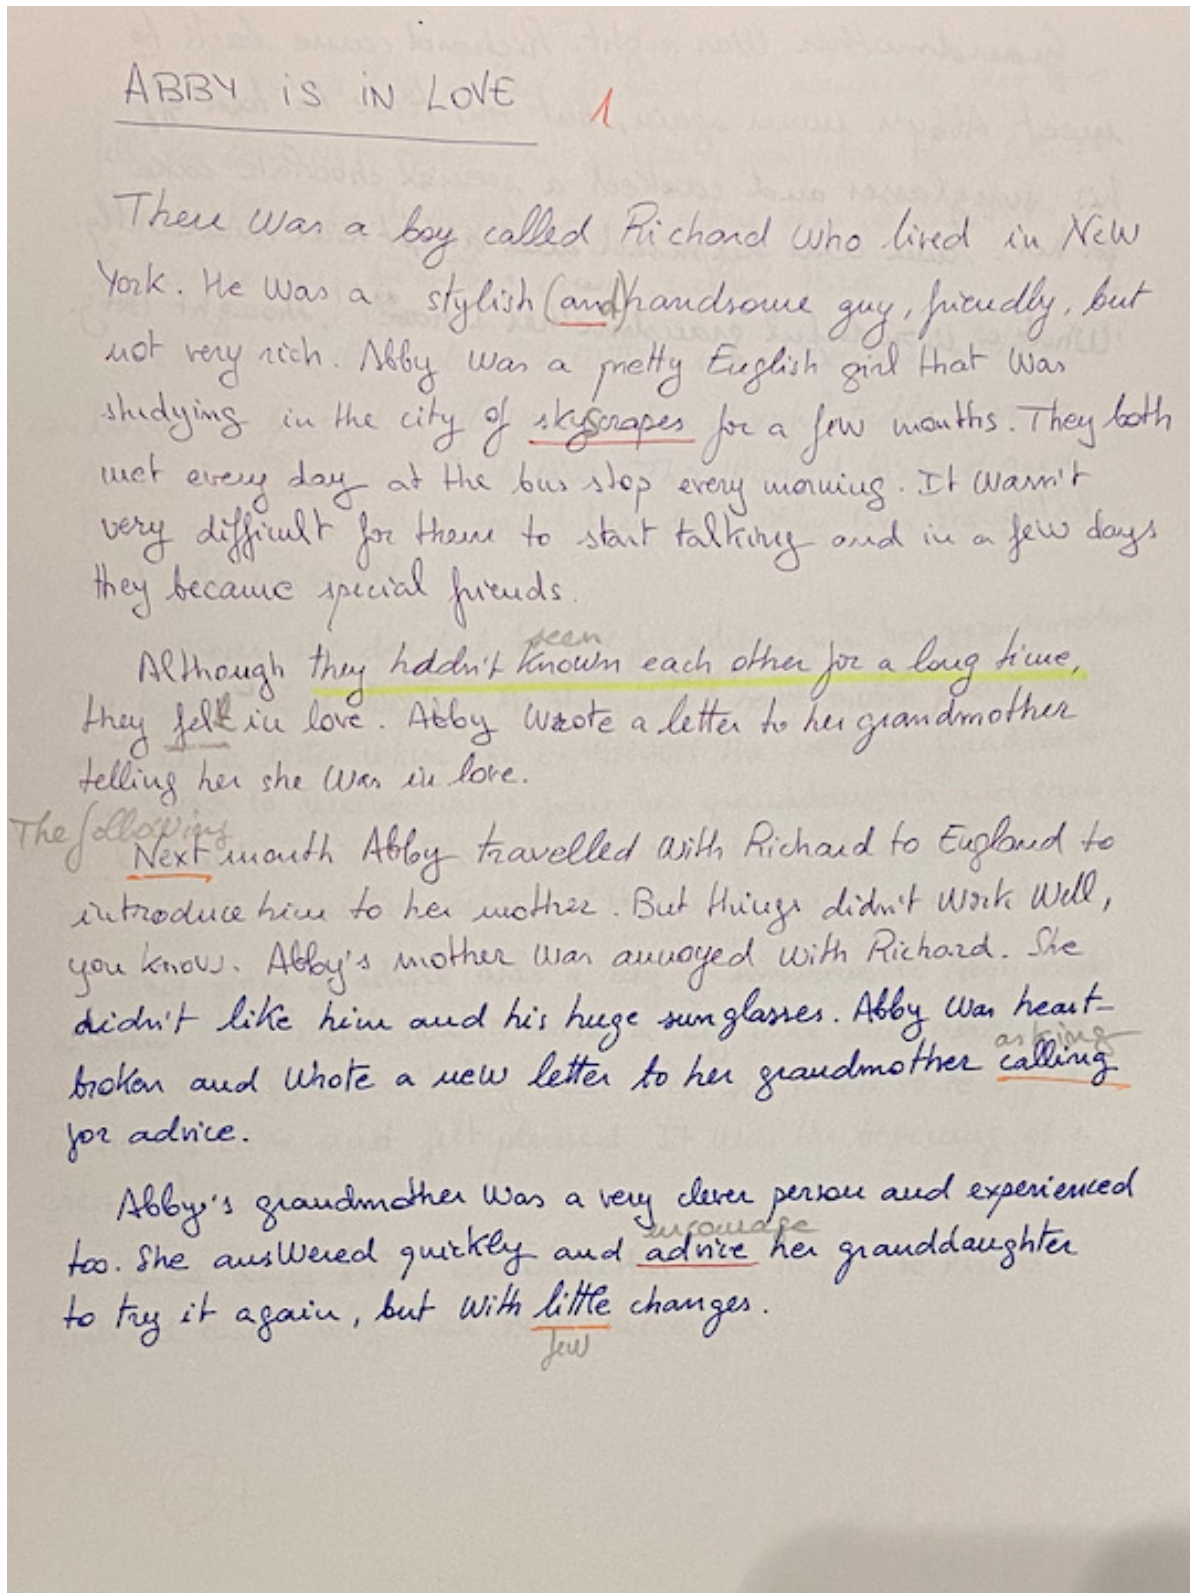 ABBY IS IN LOVE 1
There was a boy called Richard who lived in New
York. He was a stylish (and) handsome guy, friendly, but
not very rich. Abby was a pretty English girl that was
studying in the city of skyscrapes for a few months. They both
met every day at the bus stop every morning. It wasn't
very difficult for them to start talking and in a few days
they became special friends.
seen
Although they hadn't known each other for a long time,
they felt in love. Abby wrote a letter to her grandmother
telling her she was in love.
The following
Next month Abby travelled with Richard to England to
introduce him to her mother. But things didn't work well,
you know. Abby's mother was annoyed with Richard. She
didn't like him and his huge sunglasses. Abby was heart-
asking
broken and whote a new letter to her grandmother calling
for advice.
Abby's grandmother was a very clever person and experienced
encourage
too. She answered quickly and advice her granddaughter
to try it again, but with little changes.
few